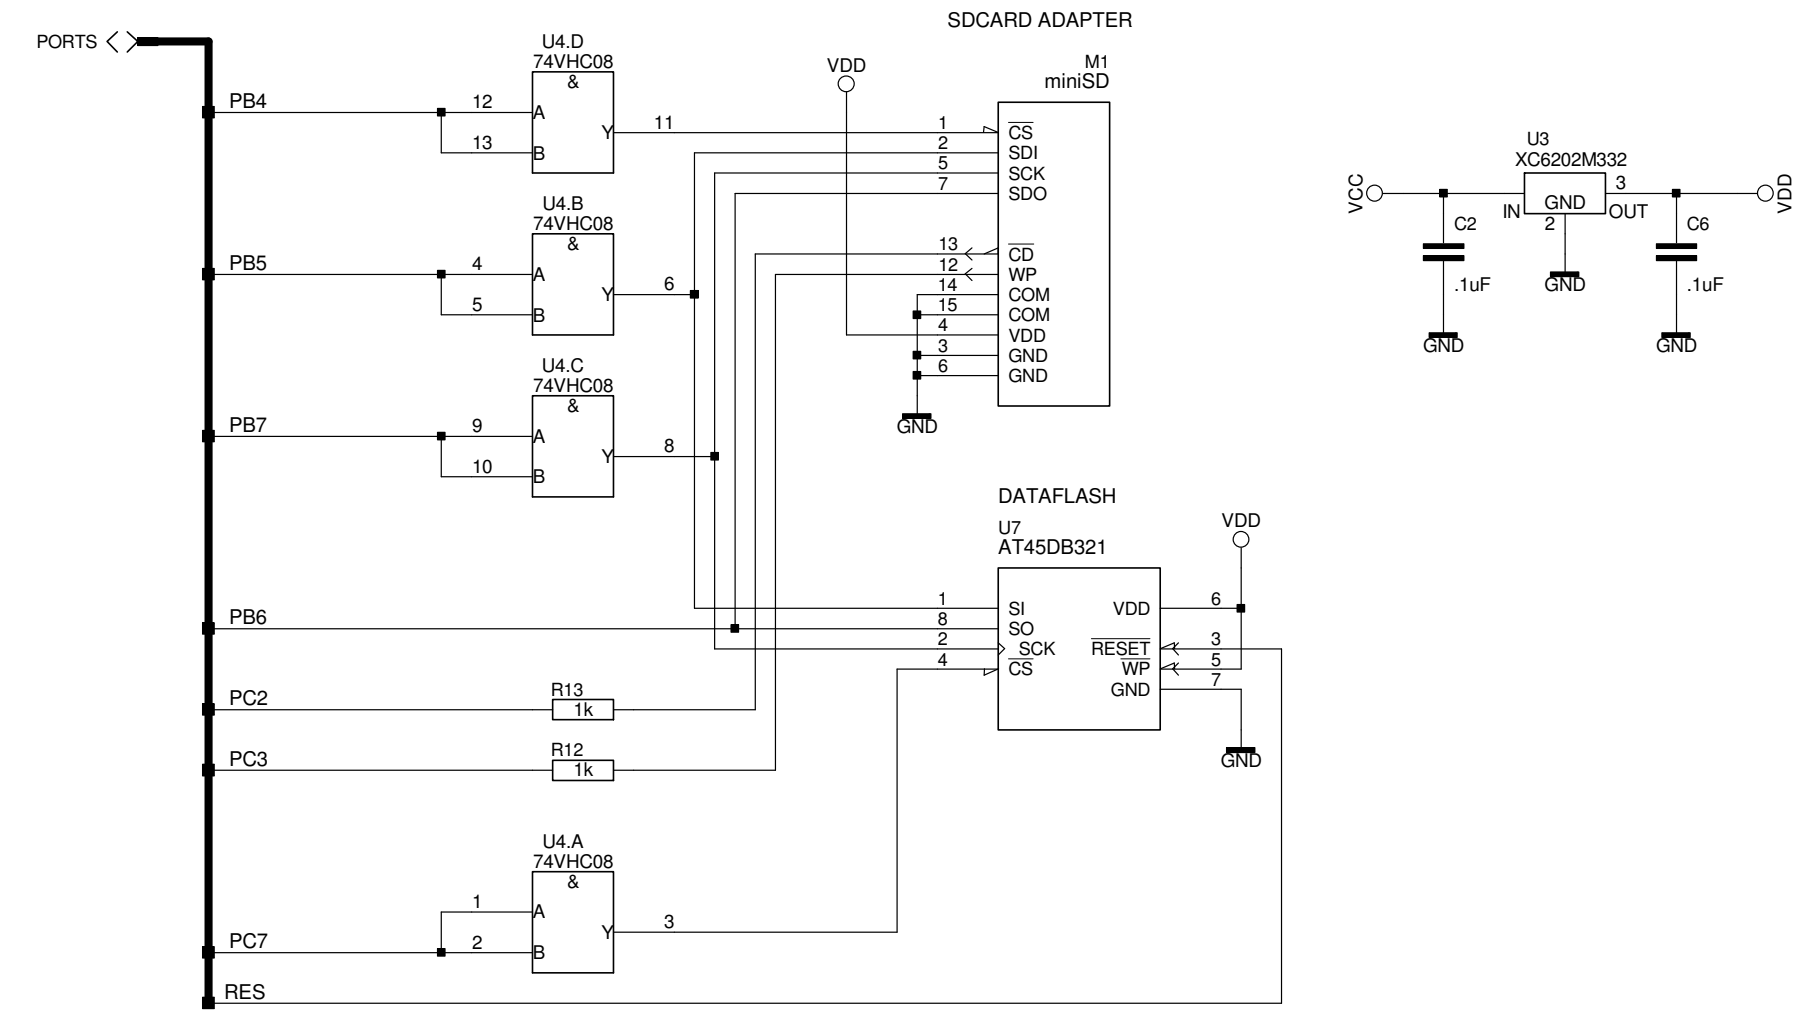 SDCARD ADAPTER
PORTS
U4.D
74VHC08
&
PB4
12
A
13
B
Y
11
VDD
M1
miniSD
1
CS
2
SDI
5
SCK
7
SDO
13
CD
12
WP
14
COM
15
COM
4
VDD
3
GND
6
GND
GND
U3
XC6202M332
VCC
IN
GND
2
3
OUT
VDD
C2
.1uF
GND
GND
C6
.1uF
GND
U4.B
74VHC08
&
PB5
4
A
5
B
Y
6
U4.C
74VHC08
&
PB7
9
A
10
B
Y
8
DATAFLASH
U7
AT45DB321
VDD
1
SI
VDD
6
PB6
8
SO
2
SCK
RESET
3
4
CS
WP
5
GND
7
GND
PC2
R13
1k
PC3
R12
1k
U4.A
74VHC08
&
1
A
PC7
2
B
Y
3
RES